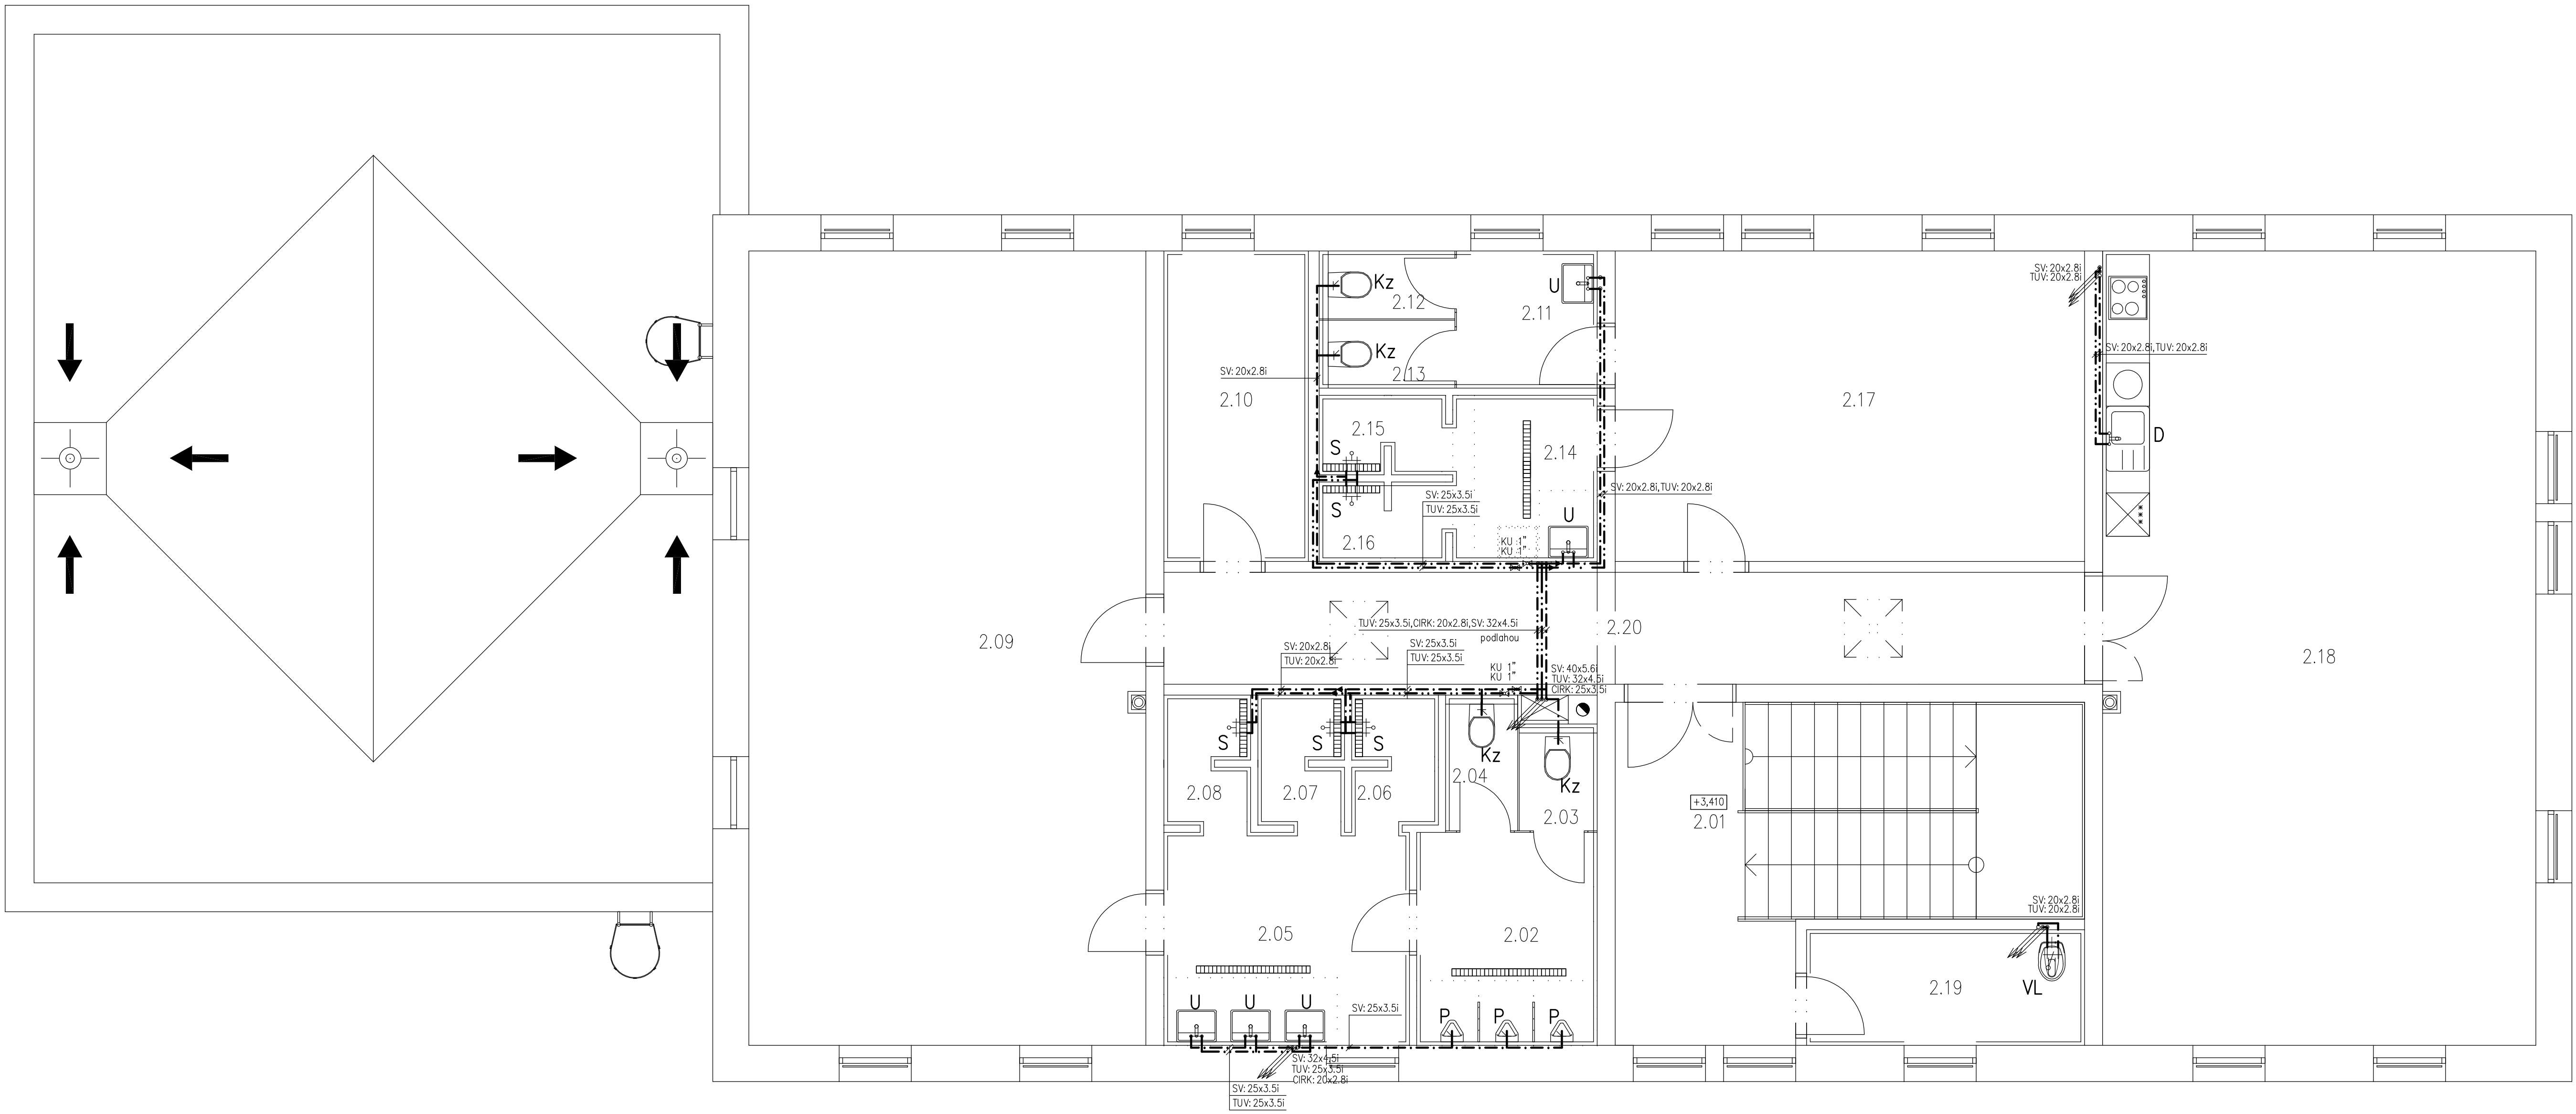 Kz
2.12
U
2.11
Kz
2.13
SV: 20x2.8i
2.10
2.15
S
2.14
S
2.16
SV: 25x3.5i
TUV: 25x3.5i
U
KU 1"
KU 1"
SV: 20x2.8i,TUV: 20x2.8i
2.17
SV: 20x2.8i
TUV: 20x2.8i
SV: 20x2.8i,TUV: 20x2.8i
D
2.09
TUV: 25x3.5i,CIRK: 20x2.8i,SV: 32x4.5i
podlahou
2.20
SV: 20x2.8i
TUV: 20x2.8i
SV: 25x3.5i
TUV: 25x3.5i
KU 1"
KU 1"
SV: 40x5.6i
TUV: 32x4.5i
CIRK: 25x3.5i
2.18
S
S
S
Kz
2.04
Kz
2.08
2.07
2.06
2.03
+3,410
2.01
SV: 20x2.8i
TUV: 20x2.8i
2.05
2.02
2.19
VL
U
U
U
SV: 25x3.5i
P
P
P
SV: 32x4.5i
TUV: 25x3.5i
CIRK: 20x2.8i
SV: 25x3.5i
TUV: 25x3.5i